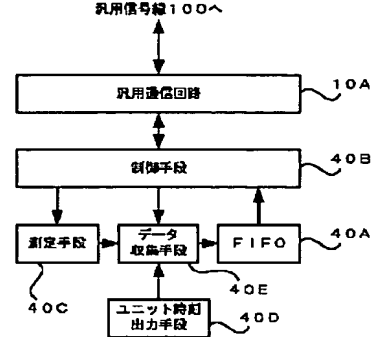 汎用信号線100へ
汎用通信回路
10A
制御手段
40B
測定手段
データ
収集手段
FIFO
40A
40C
40E
ユニット時刻
出力手段
40D